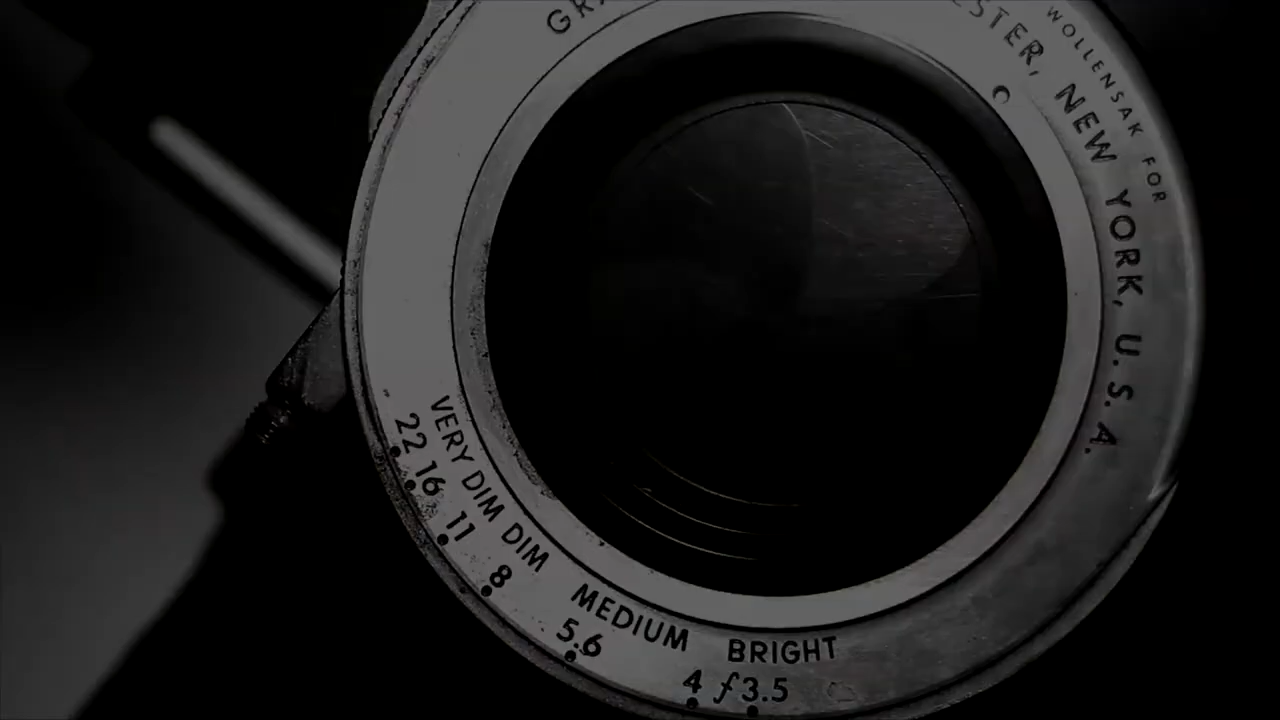 GRA
ESTER, NEW YORK, U.S.A.
WOLLENSAK FOR
VERY DIM DIM MEDIUM BRIGHT
22 16 11 8 5.6 4 ƒ3.5